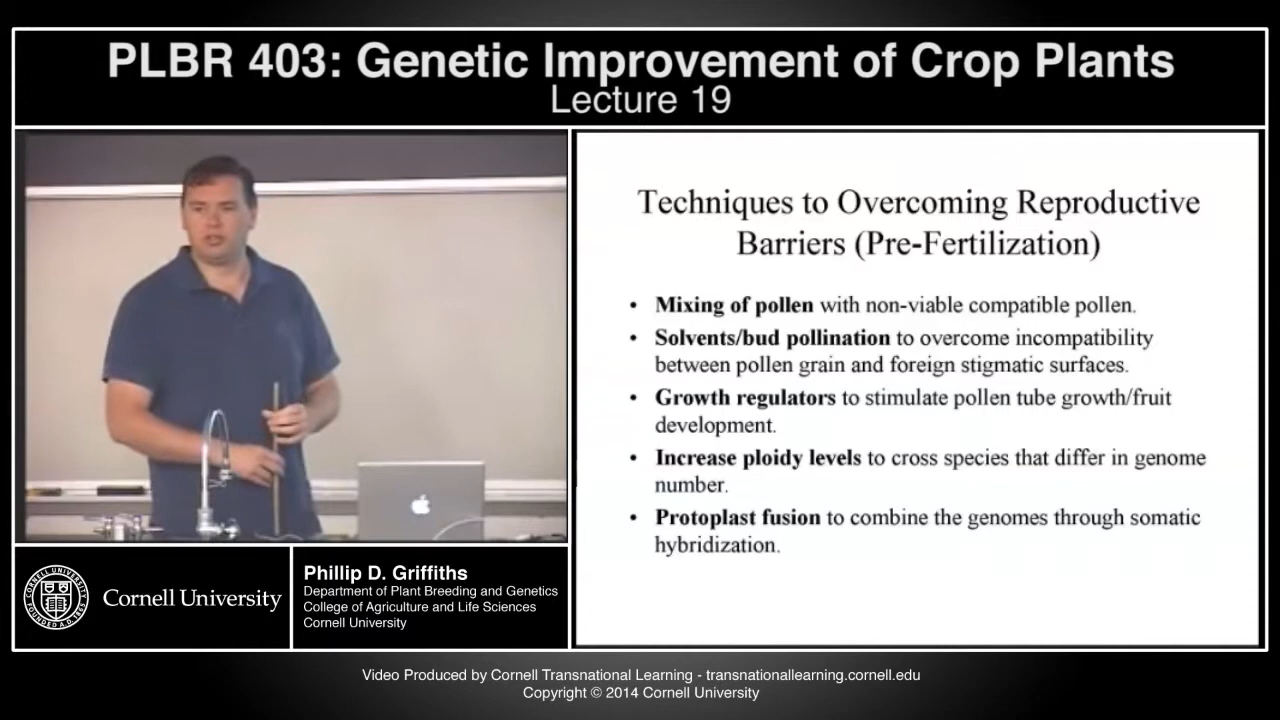 PLBR 403: Genetic Improvement of Crop Plants
Lecture 19
Techniques to Overcoming Reproductive
Barriers (Pre-Fertilization)
• Mixing of pollen with non-viable compatible pollen.
• Solvents/bud pollination to overcome incompatibility
between pollen grain and foreign stigmatic surfaces.
• Growth regulators to stimulate pollen tube growth/fruit
development.
• Increase ploidy levels to cross species that differ in genome
number.
• Protoplast fusion to combine the genomes through somatic
hybridization.
Cornell University
Phillip D. Griffiths
Department of Plant Breeding and Genetics
College of Agriculture and Life Sciences
Cornell University
Video Produced by Cornell Transnational Learning - transnationallearning.cornell.edu
Copyright © 2014 Cornell University